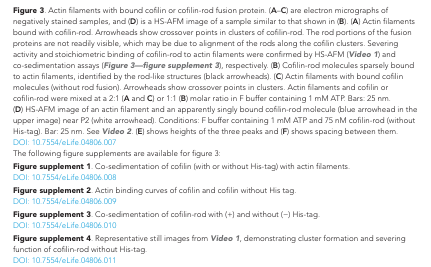 Figure 3. Actin filaments with bound cofilin or cofilin-rod fusion protein. (A–C) are electron micrographs of
negatively stained samples, and (D) is a HS-AFM image of a sample similar to that shown in (B). (A) Actin filaments
bound with cofilin-rod. Arrowheads show crossover points in clusters of cofilin-rod. The rod portions of the fusion
proteins are not readily visible, which may be due to alignment of the rods along the cofilin clusters. Severing
activity and stoichiometric binding of cofilin-rod to actin filaments were confirmed by HS-AFM (Video 1) and
co-sedimentation assays (Figure 3—figure supplement 3), respectively. (B) Cofilin-rod molecules sparsely bound
to actin filaments, identified by the rod-like structures (black arrowheads). (C) Actin filaments with bound cofilin
molecules (without rod fusion). Arrowheads show crossover points in clusters. Actin filaments and cofilin or
cofilin-rod were mixed at a 2:1 (A and C) or 1:1 (B) molar ratio in F buffer containing 1 mM ATP. Bars: 25 nm.
(D) HS-AFM image of an actin filament and an apparently singly bound cofilin-rod molecule (blue arrowhead in the
upper image) near P2 (white arrowhead). Conditions: F buffer containing 1 mM ATP and 75 nM cofilin-rod (without
His-tag). Bar: 25 nm. See Video 2. (E) shows heights of the three peaks and (F) shows spacing between them.
DOI: 10.7554/eLife.04806.007
The following figure supplements are available for figure 3:
Figure supplement 1. Co-sedimentation of cofilin (with or without His-tag) with actin filaments.
DOI: 10.7554/eLife.04806.008
Figure supplement 2. Actin binding curves of cofilin and cofilin without His tag.
DOI: 10.7554/eLife.04806.009
Figure supplement 3. Co-sedimentation of cofilin-rod with (+) and without (−) His-tag.
DOI: 10.7554/eLife.04806.010
Figure supplement 4. Representative still images from Video 1, demonstrating cluster formation and severing
function of cofilin-rod without His-tag.
DOI: 10.7554/eLife.04806.011